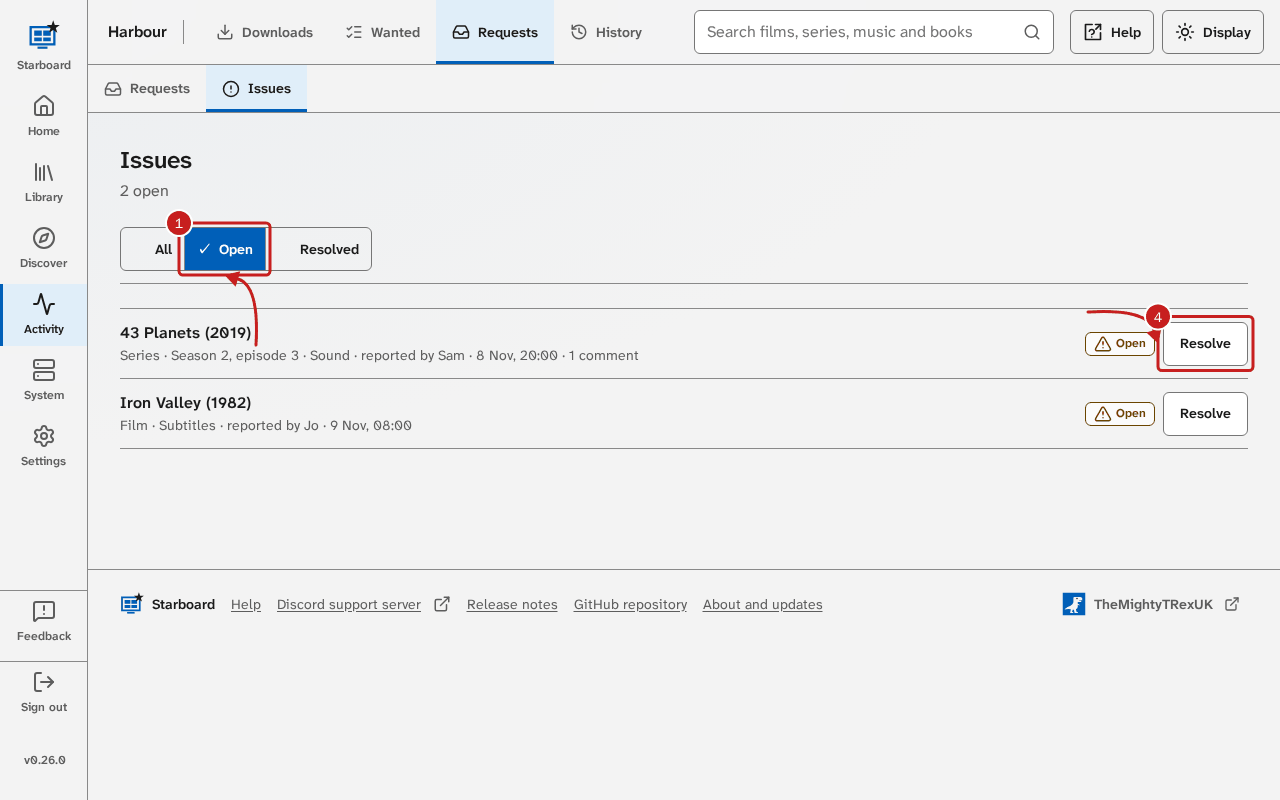 Starboard
Home
Library
Discover
Activity
System
Settings
Feedback
Sign out
v0.26.0
Harbour
Downloads
Wanted
Requests
History
Search films, series, music and books
Help
Display
Requests
Issues
Issues
2 open
1
All
✓ Open
Resolved
43 Planets (2019)
Series · Season 2, episode 3 · Sound · reported by Sam · 8 Nov, 20:00 · 1 comment
Open
4
Resolve
Iron Valley (1982)
Film · Subtitles · reported by Jo · 9 Nov, 08:00
Open
Resolve
Starboard
Help
Discord support server
Release notes
GitHub repository
About and updates
TheMightyTRexUK